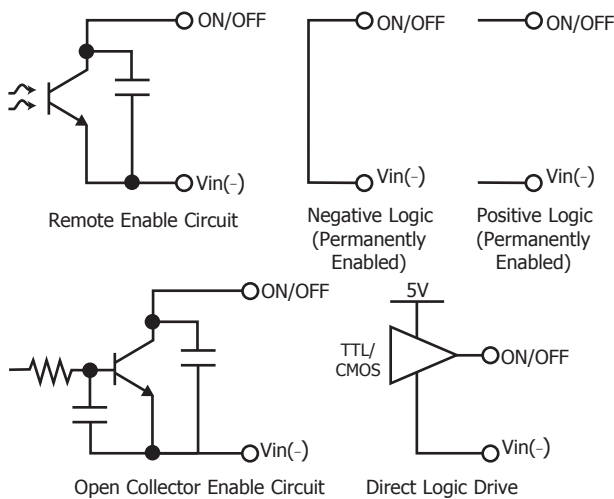 ON/OFF
Vin(-)
Remote Enable Circuit
ON/OFF
Vin(-)
Negative Logic
(Permanently
Enabled)
ON/OFF
Vin(-)
Positive Logic
(Permanently
Enabled)
ON/OFF
Vin(-)
Open Collector Enable Circuit
5V
TTL/
CMOS
ON/OFF
Vin(-)
Direct Logic Drive